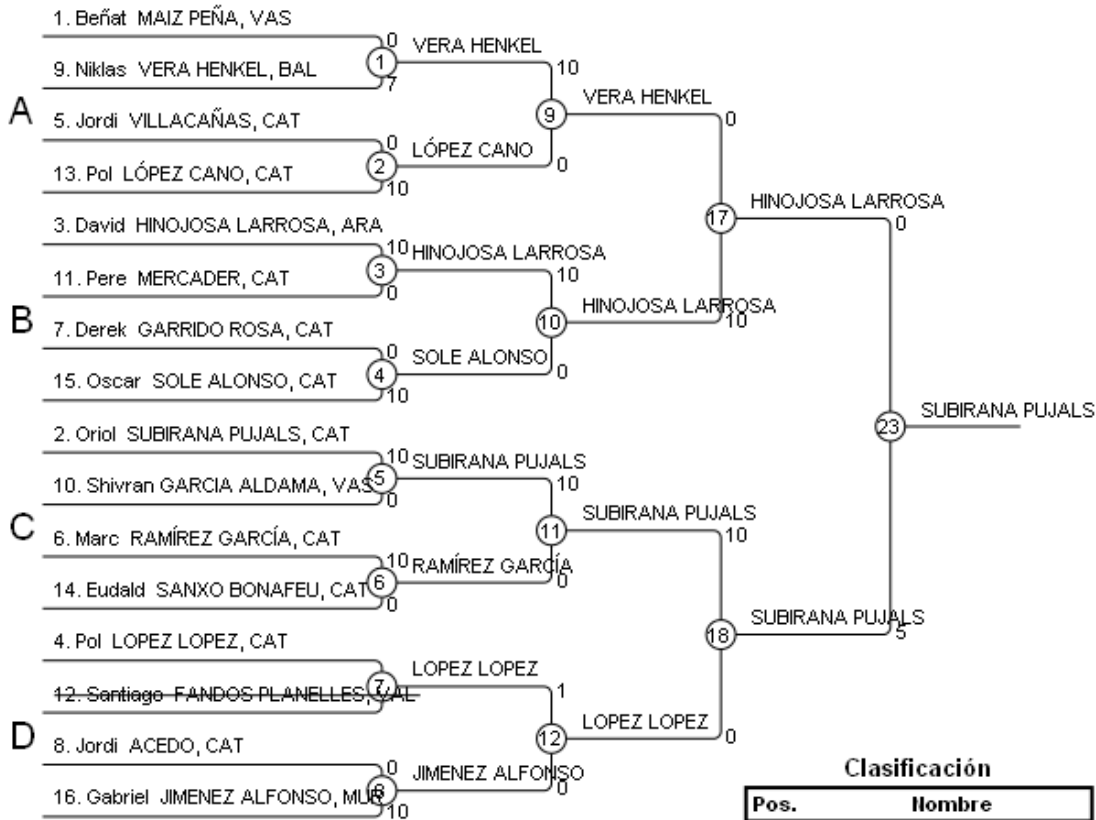 1. Beñat MAIZ PEÑA, VAS
0 VERA HENKEL
1
10
9. Niklas VERA HENKEL, BAL
7
VERA HENKEL
A
9
0
5. Jordi VILLACAÑAS, CAT
0 LÓPEZ CANO
2
0
13. Pol LÓPEZ CANO, CAT
10
HINOJOSA LARROSA
17
0
3. David HINOJOSA LARROSA, ARA
10 HINOJOSA LARROSA
3
10
11. Pere MERCADER, CAT
0
HINOJOSA LARROSA
B
10
10
7. Derek GARRIDO ROSA, CAT
0 SOLE ALONSO
4
0
15. Oscar SOLE ALONSO, CAT
10
SUBIRANA PUJALS
23
2. Oriol SUBIRANA PUJALS, CAT
10 SUBIRANA PUJALS
5
10
10. Shivran GARCIA ALDAMA, VAS
0
SUBIRANA PUJALS
C
11
10
6. Marc RAMÍREZ GARCÍA, CAT
10 RAMÍREZ GARCÍA
6
0
14. Eudald SANXO BONAFEU, CAT
0
SUBIRANA PUJALS
18
5
4. Pol LOPEZ LOPEZ, CAT
LOPEZ LOPEZ
7
1
12. Santiago FANDOS PLANELLES, VAL
LOPEZ LOPEZ
D
12
0
8. Jordi ACEDO, CAT
0 JIMENEZ ALFONSO
8
0
16. Gabriel JIMENEZ ALFONSO, MUR
10
Clasificación
Pos. Nombre